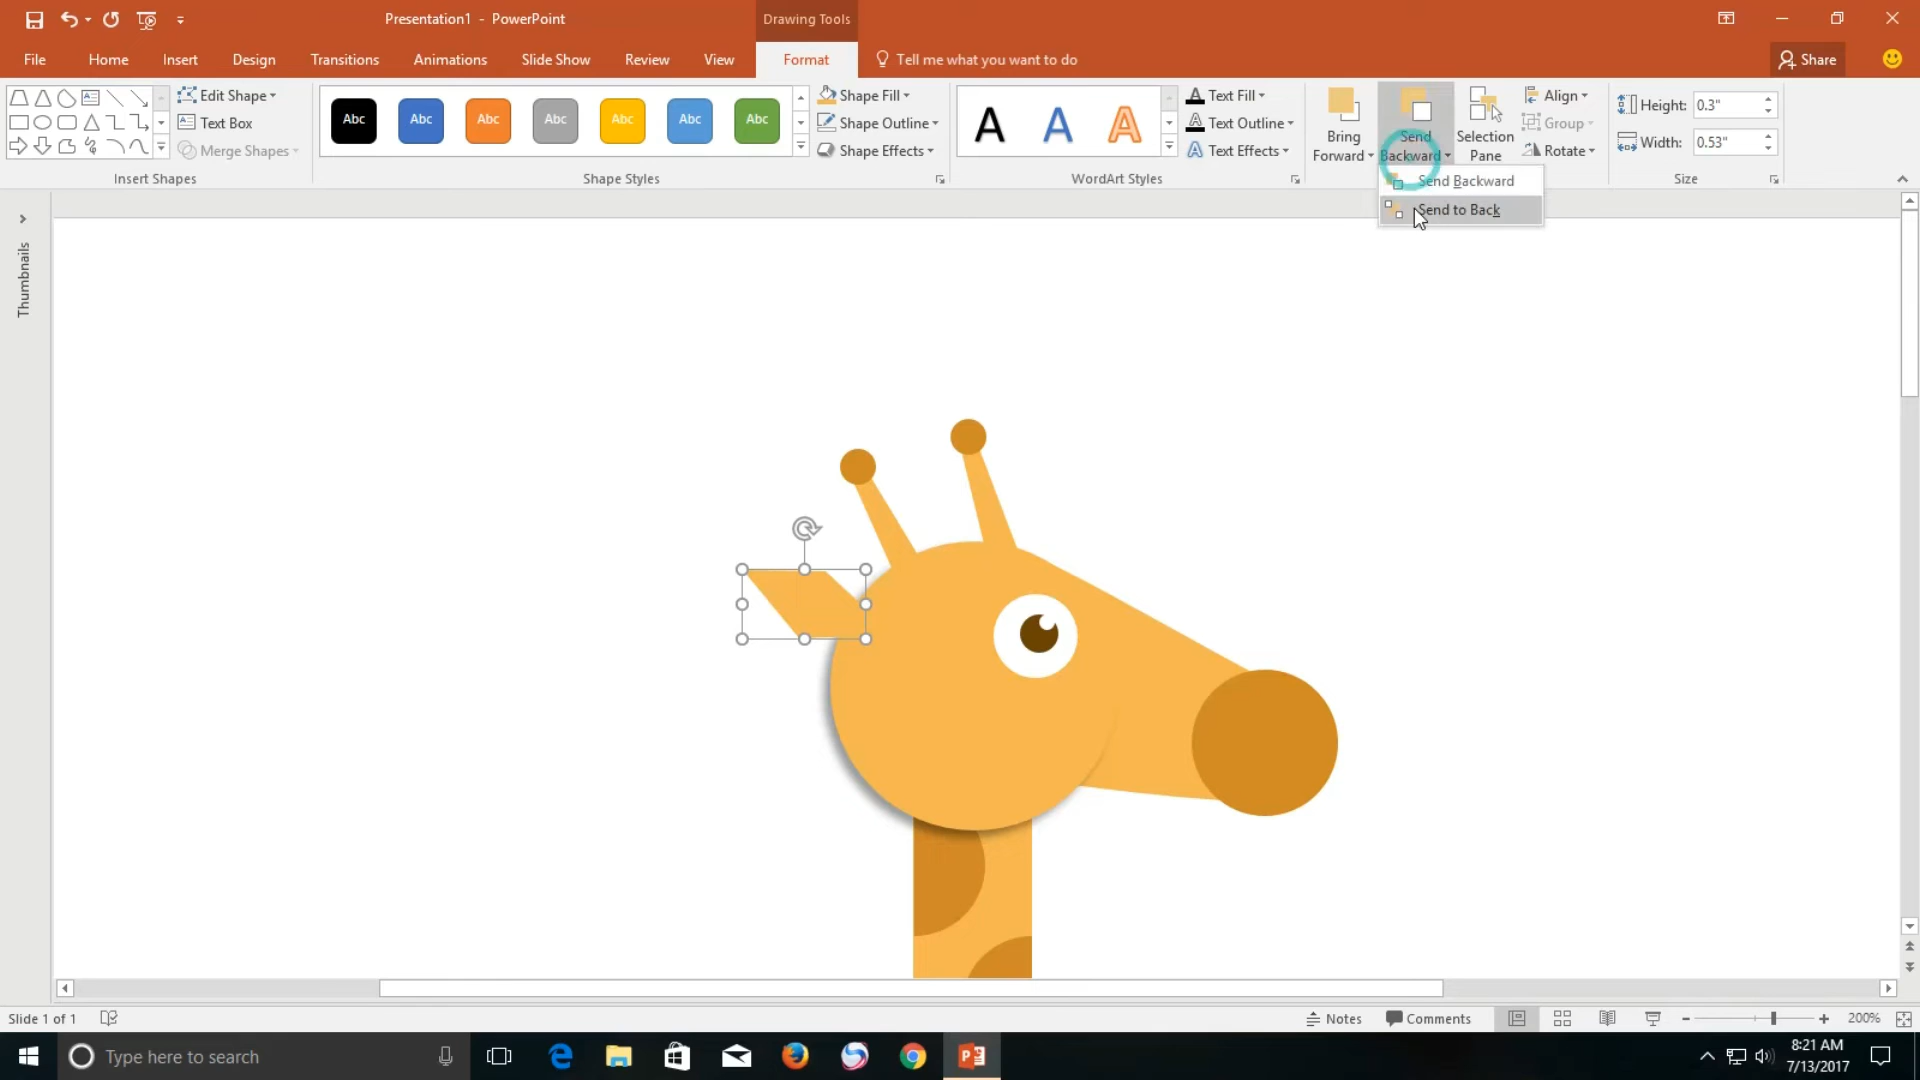 Presentation1 - PowerPoint
Drawing Tools
File Home Insert Design Transitions Animations Slide Show Review View Format Tell me what you want to do Share
Edit Shape
Text Box
Merge Shapes
Insert Shapes
Abc Abc Abc Abc Abc Abc Abc
Shape Fill
Shape Outline
Shape Effects
Shape Styles
A A A
Text Fill
Text Outline
Text Effects
WordArt Styles
Bring
Forward
Send
Backward
Selection
Pane
Align
Group
Rotate
Height: 0.3"
Width: 0.53"
Size
Send Backward
Send to Back
Thumbnails
Slide 1 of 1
Notes Comments 200%
Type here to search
8:21 AM
7/13/2017